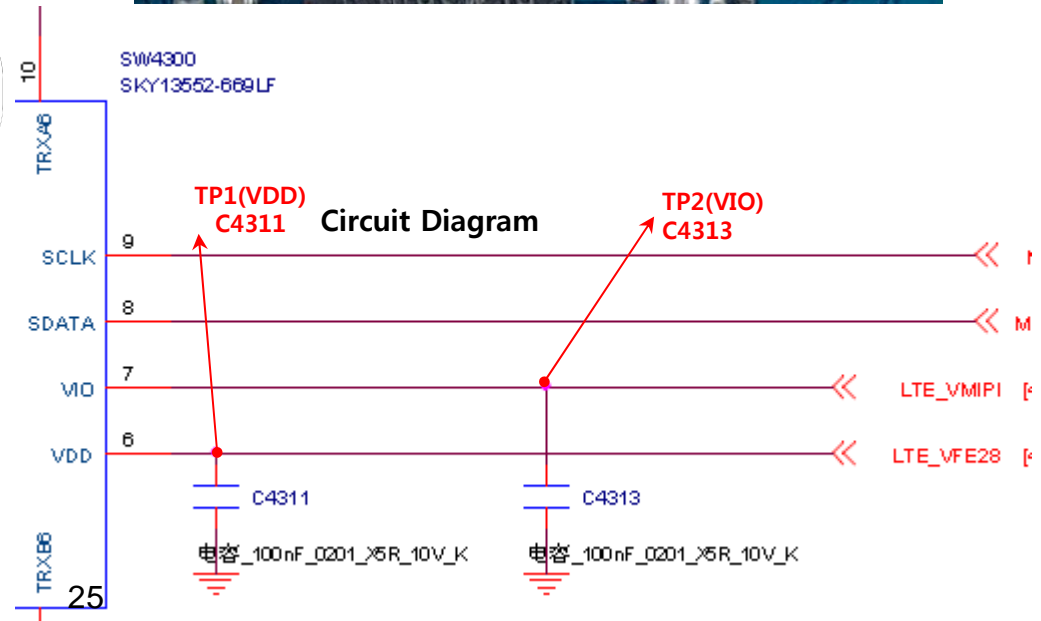 SW4300
SKY13552-669LF
10
TRXA6
TP1(VDD)
C4311
Circuit Diagram
TP2(VIO)
C4313
SCLK
9
SDATA
8
M
VIO
7
LTE_VMIPI
VDD
6
LTE_VFE28
C4311
C4313
电容_100nF_0201_X5R_10V_K
电容_100nF_0201_X5R_10V_K
TRXB6
25